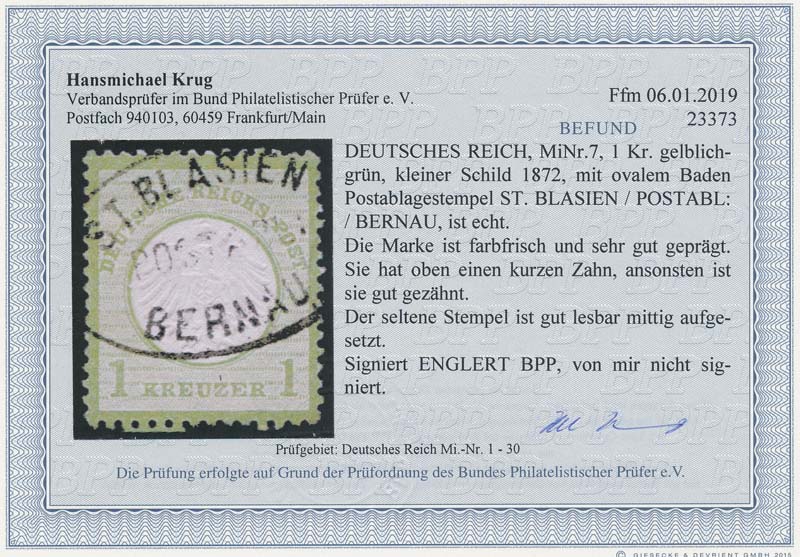 Hansmichael Krug
Verbandsprüfer im Bund Philatelistischer Prüfer e. V.
Postfach 940103, 60459 Frankfurt/Main
Ffm 06.01.2019
23373
BEFUND
DEUTSCHES REICH, MiNr.7, 1 Kr. gelblich-
grün, kleiner Schild 1872, mit ovalem Baden
Postablagestempel ST. BLASIEN / POSTABL:
/ BERNAU, ist echt.
Die Marke ist farbfrisch und sehr gut geprägt.
Sie hat oben einen kurzen Zahn, ansonsten ist
sie gut gezähnt.
Der seltene Stempel ist gut lesbar mittig aufge-
setzt.
Signiert ENGLERT BPP, von mir nicht sig-
niert.
ST. BLASIEN
DEUTSCHE REICHS-POST
BERNAU
1 KREUZER 1
Prüfgebiet: Deutsches Reich Mi.-Nr. 1 - 30
Die Prüfung erfolgte auf Grund der Prüfordnung des Bundes Philatelistischer Prüfer e.V.
© GIESECKE & DEVRIENT GMBH 2015